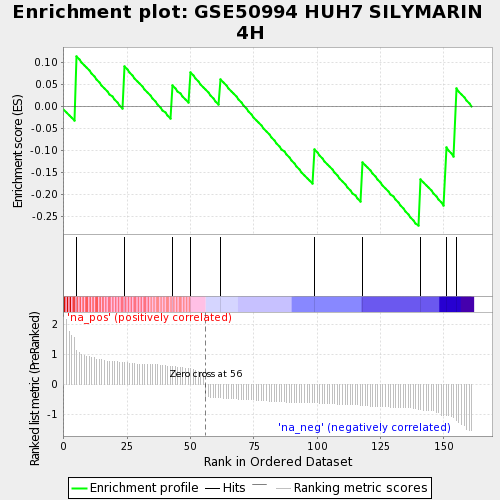 Enrichment plot: GSE50994 HUH7 SILYMARIN
4H
Enrichment score (ES)
0.10
0.05
0.00
-0.05
-0.10
-0.15
-0.20
-0.25
'na_pos' (positively correlated)
Ranked list metric (PreRanked)
2
1
0
-1
Zero cross at 56
'na_neg' (negatively correlated)
0 25 50 75 100 125 150
Rank in Ordered Dataset
Enrichment profile Hits Ranking metric scores